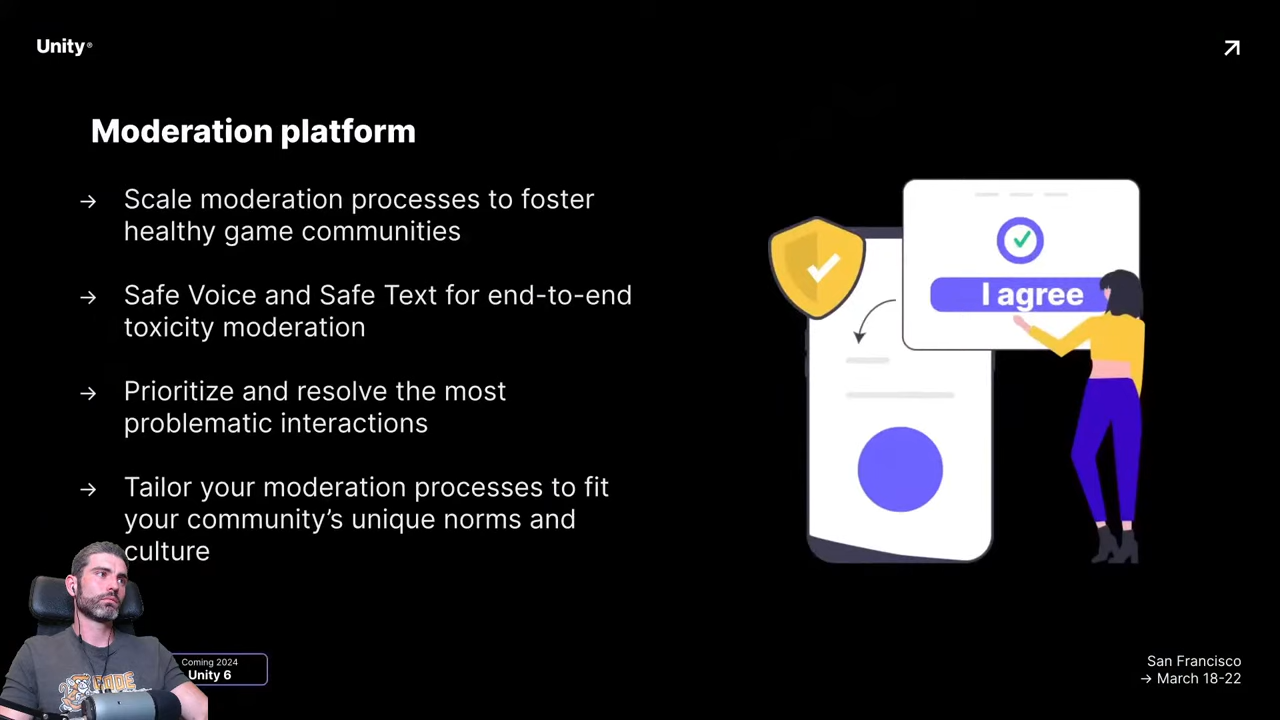 Unity®
Moderation platform
→ Scale moderation processes to foster
healthy game communities
→ Safe Voice and Safe Text for end-to-end
toxicity moderation
→ Prioritize and resolve the most
problematic interactions
→ Tailor your moderation processes to fit
your community’s unique norms and
culture
I agree
Coming 2024
Unity 6
CODE
San Francisco
→ March 18-22